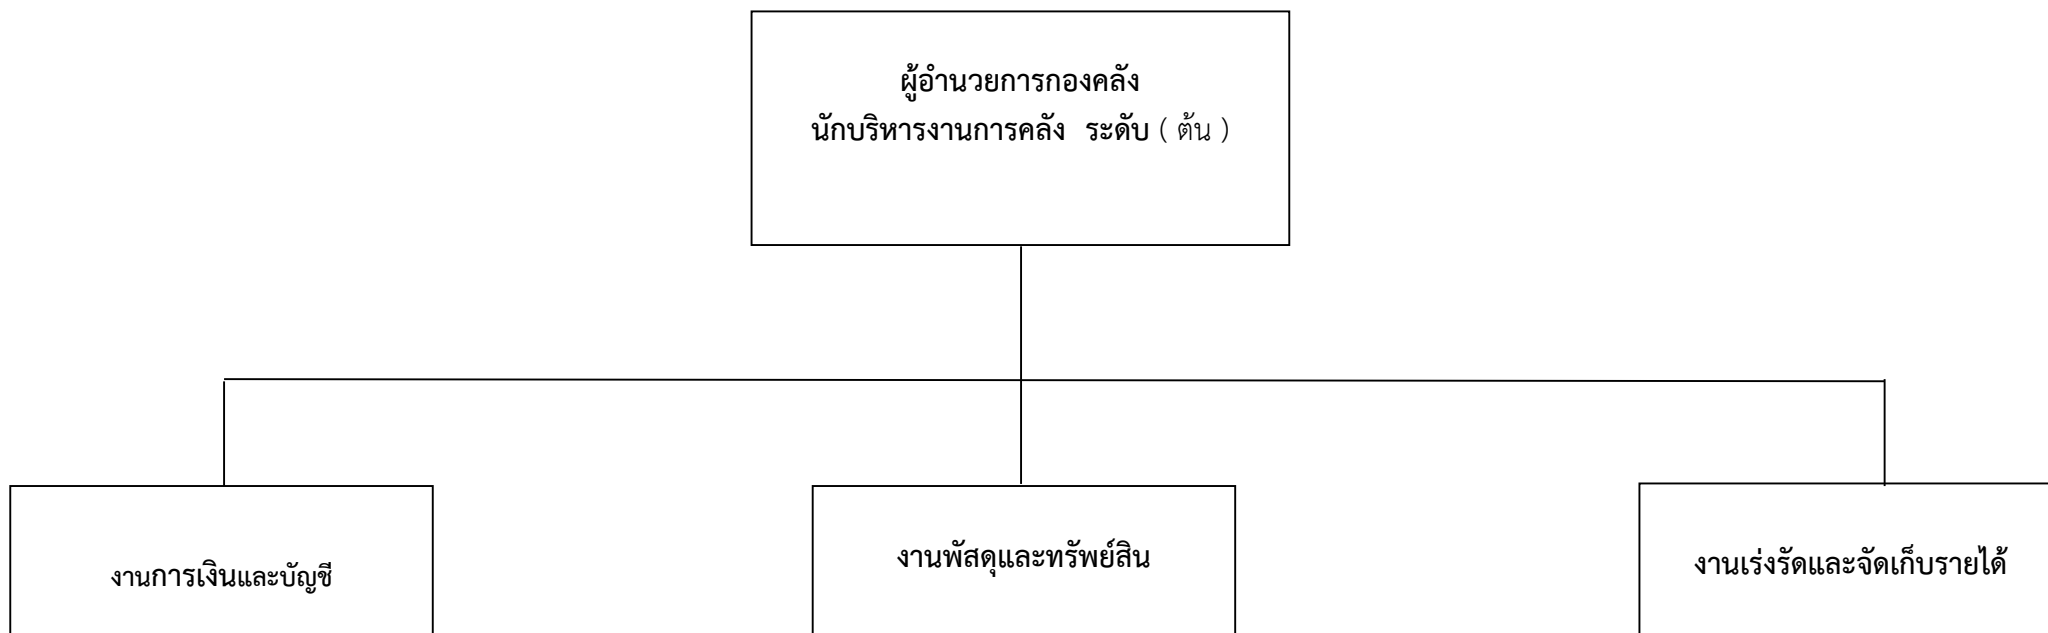 ผู้อำนวยการกองคลัง
นักบริหารงานการคลัง ระดับ ( ต้น )
งานการเงินและบัญชี
งานพัสดุและทรัพย์สิน
งานเร่งรัดและจัดเก็บรายได้